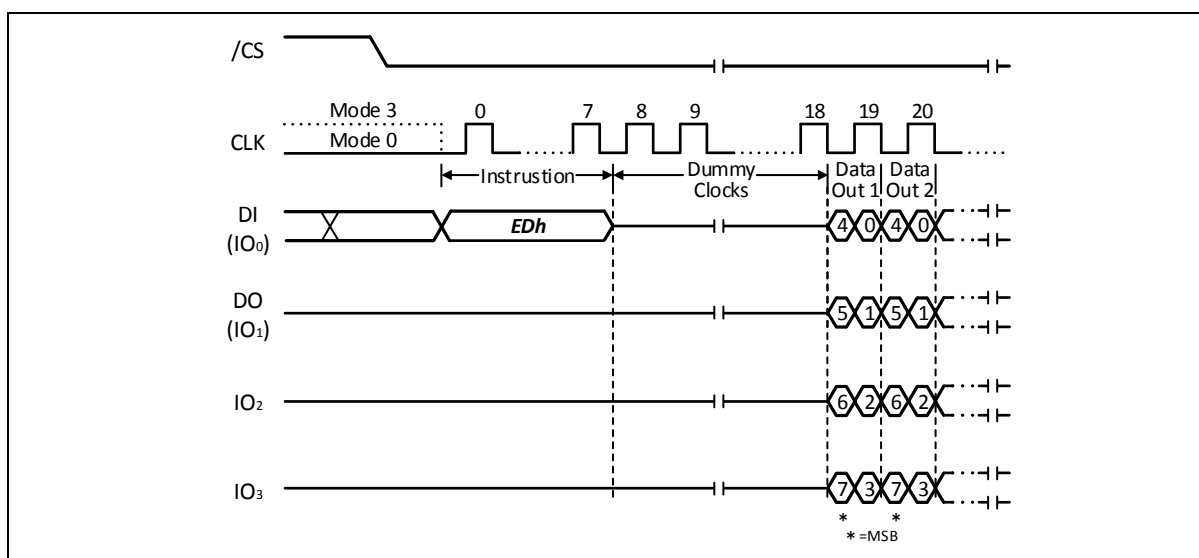 /CS
Mode 3
Mode 0
CLK
0 7 8 9 18 19 20
Instrustion
Dummy
Clocks
Data
Out 1
Data
Out 2
DI
(IO₀)
EDh
4 0 4 0
DO
(IO₁)
5 1 5 1
IO₂
6 2 6 2
IO₃
7 3 7 3
* *
* =MSB